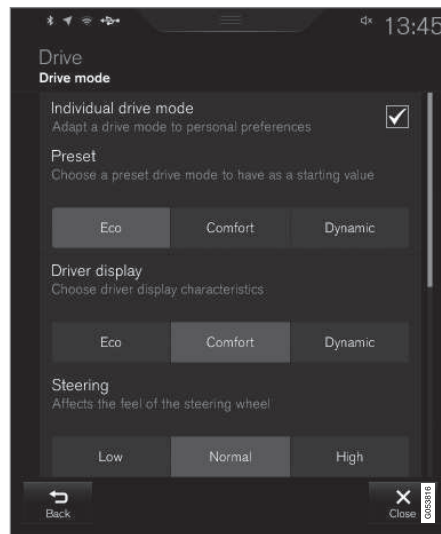 13:45
Drive
Drive mode
Individual drive mode
Adapt a drive mode to personal preferences
Preset
Choose a preset drive mode to have as a starting value
Eco Comfort Dynamic
Driver display
Choose driver display characteristics
Eco Comfort Dynamic
Steering
Affects the feel of the steering wheel
Low Normal High
Back Close
G053816